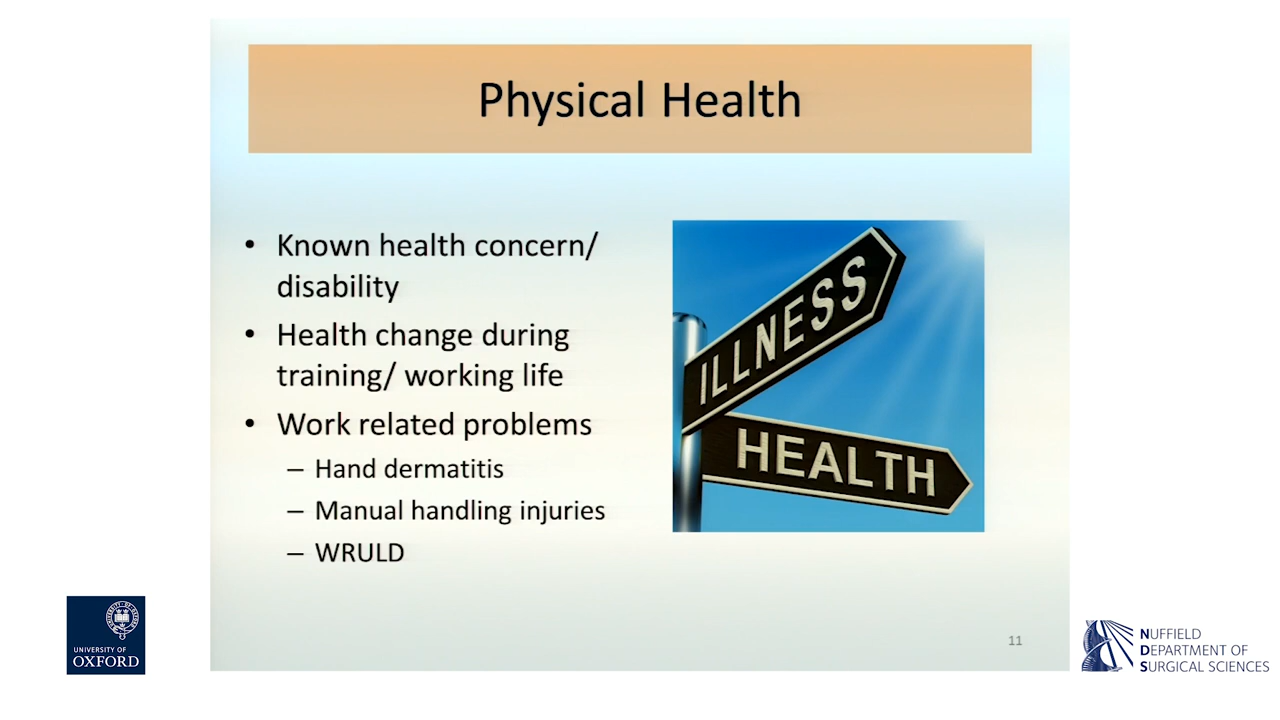 Physical Health
• Known health concern/
disability
• Health change during
training/ working life
• Work related problems
– Hand dermatitis
– Manual handling injuries
– WRULD
ILLNESS
HEALTH
11
UNIVERSITY OF
OXFORD
NUFFIELD
DEPARTMENT OF
SURGICAL SCIENCES